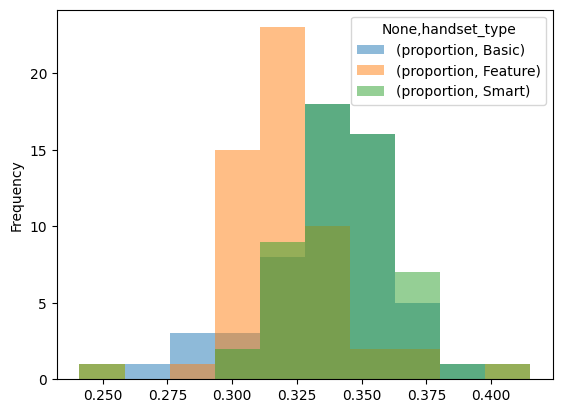 None,handset_type
(proportion, Basic)
(proportion, Feature)
(proportion, Smart)
Frequency
20
15
10
5
0
0.250 0.275 0.300 0.325 0.350 0.375 0.400